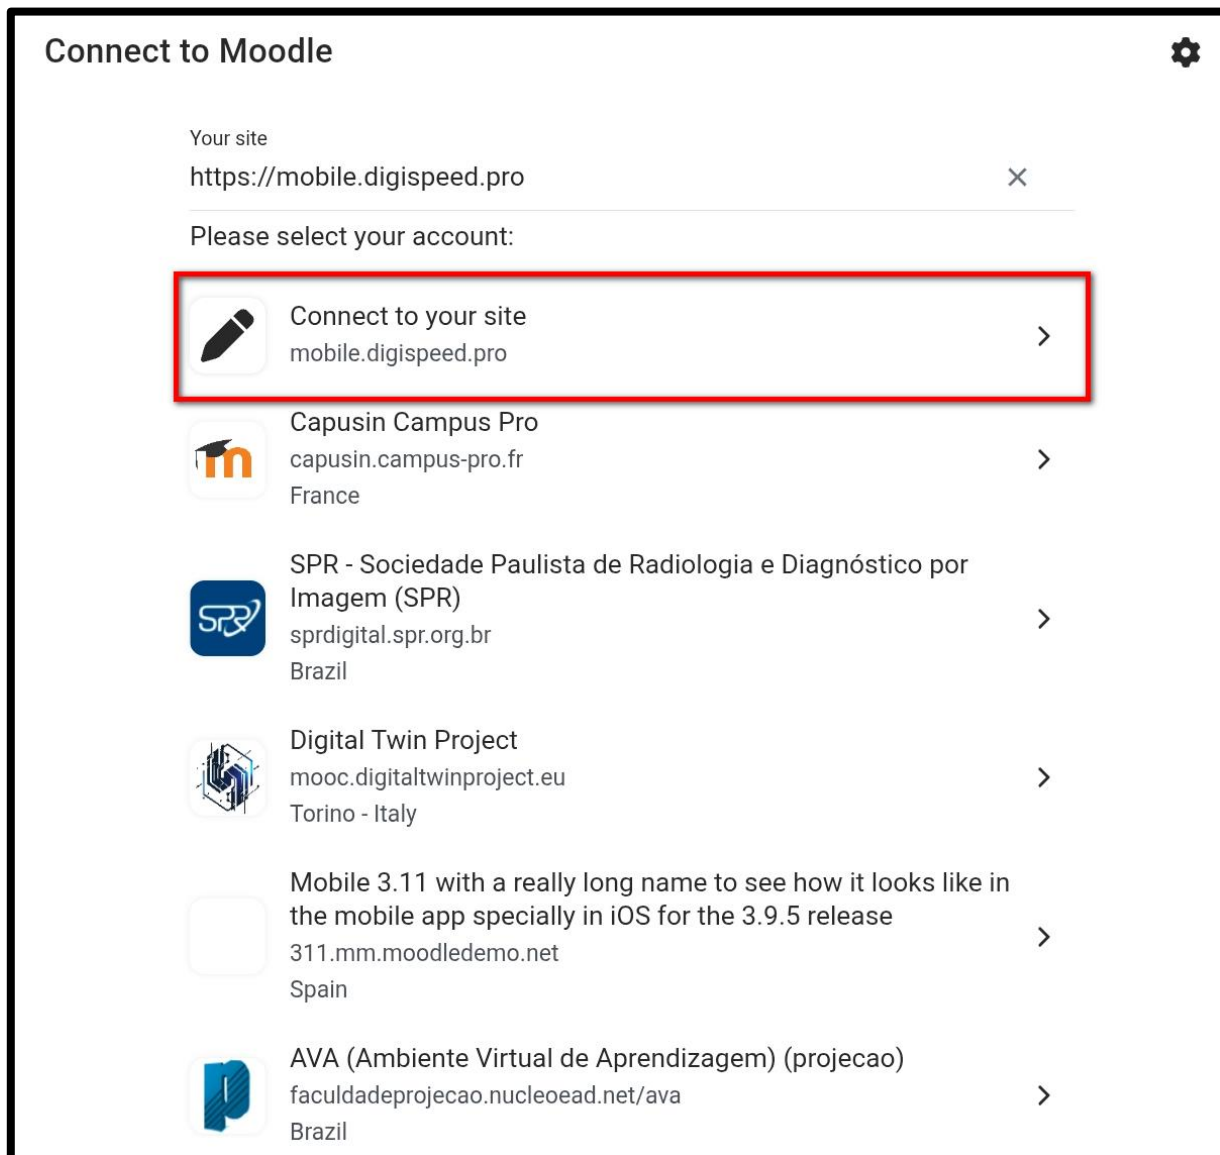 Connect to Moodle
Your site
https://mobile.digispeed.pro
Please select your account:
Connect to your site
mobile.digispeed.pro
Capusin Campus Pro
capusin.campus-pro.fr
France
SPR - Sociedade Paulista de Radiologia e Diagnóstico por
Imagem (SPR)
SPR
sprdigital.spr.org.br
Brazil
Digital Twin Project
mooc.digitaltwinproject.eu
Torino - Italy
Mobile 3.11 with a really long name to see how it looks like in
the mobile app specially in iOS for the 3.9.5 release
311.mm.moodledemo.net
Spain
AVA (Ambiente Virtual de Aprendizagem) (projecao)
faculdadeprojecao.nucleoead.net/ava
Brazil